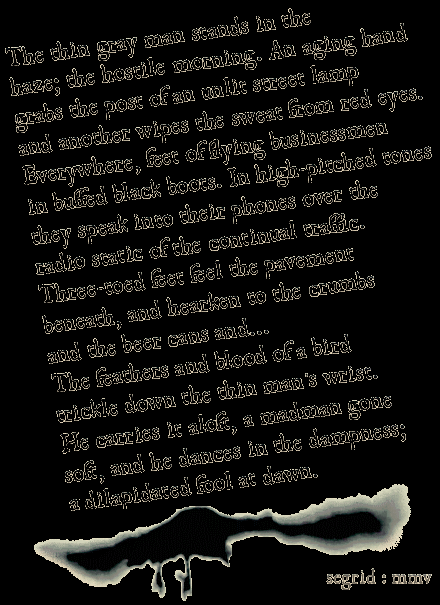 The thin gray man stands in the
haze; the hostile morning. An aging hand
grabs the post of an unlit street lamp
and another wipes the sweat from red eyes.
Everywhere, feet of flying businessmen
in buffed black boots. In high-pitched tones
they speak into their phones over the
radio static of the continual traffic.
Three-toed feet feel the pavement
beneath, and hearken to the crumbs
and the beer cans and...
The feathers and blood of a bird
trickle down the thin man's wrist.
He carries it aloft, a madman gone
soft, and he dances in the dampness;
a dilapidated fool at dawn.
segrid : mmv